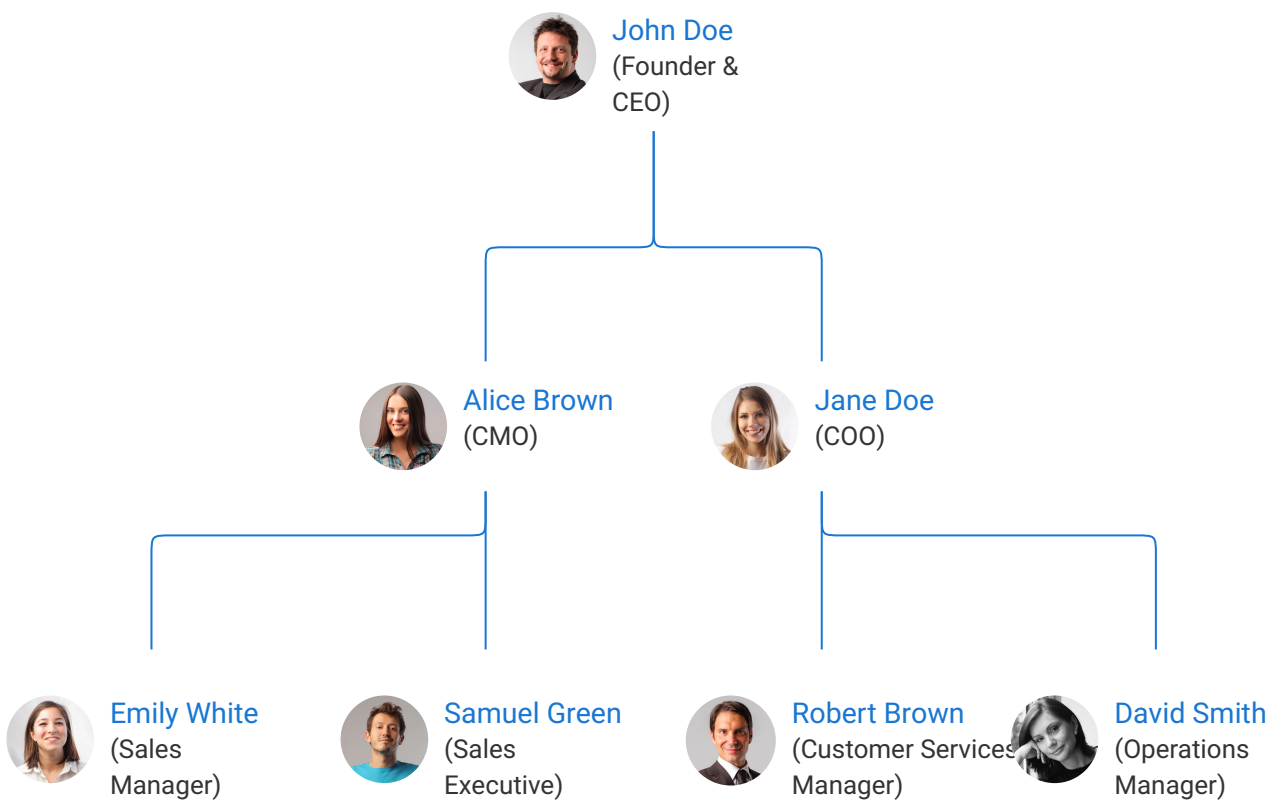 John Doe
(Founder &
CEO)
Alice Brown
(CMO)
Jane Doe
(COO)
Emily White
(Sales
Manager)
Samuel Green
(Sales
Executive)
Robert Brown
(Customer Services
Manager)
David Smith
(Operations
Manager)